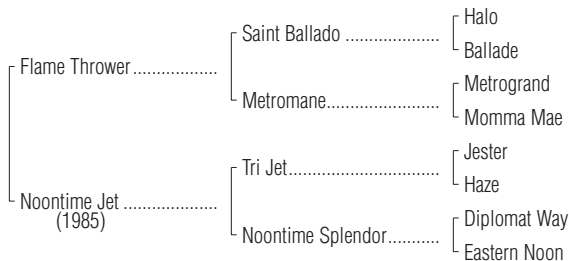 Halo
Saint Ballado ....................
Ballade
Flame Thrower ..................
Metrogrand
Metromane........................
Momma Mae
Jester
Tri Jet................................
Haze
Noontime Jet ....................
(1985)
Diplomat Way
Noontime Splendor...........
Eastern Noon